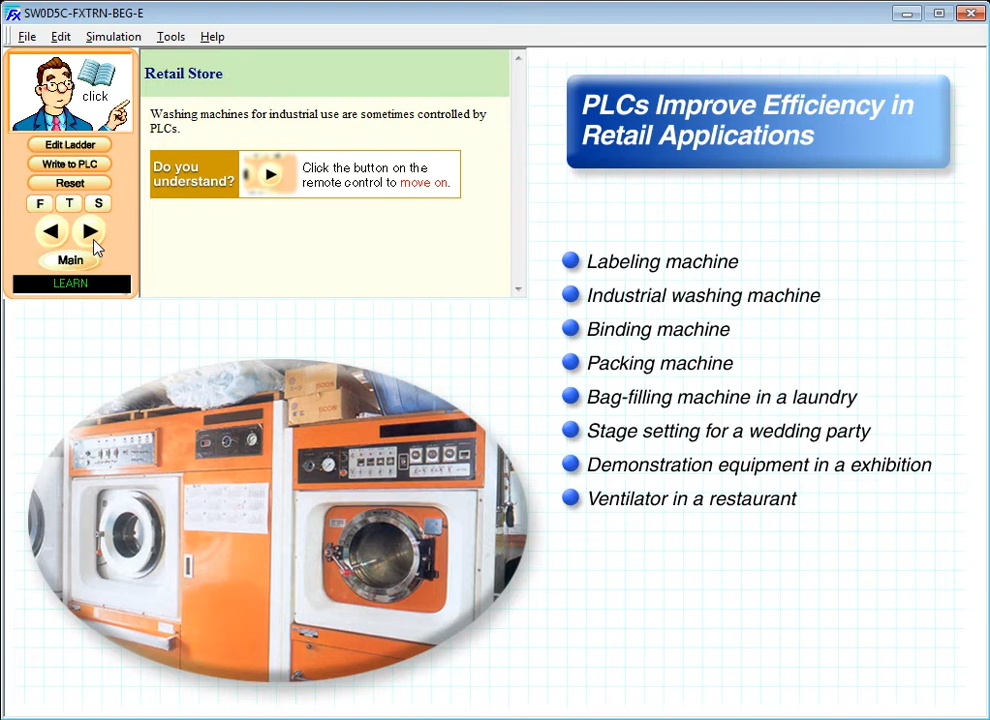 SW0D5C-FXTRN-BEG-E
File Edit Simulation Tools Help
click
Edit Ladder
Write to PLC
Reset
F T S
Main
LEARN
Retail Store
Washing machines for industrial use are sometimes controlled by
PLCs.
Do you
understand?
Click the button on the
remote control to move on.
PLCs Improve Efficiency in
Retail Applications
Labeling machine
Industrial washing machine
Binding machine
Packing machine
Bag-filling machine in a laundry
Stage setting for a wedding party
Demonstration equipment in a exhibition
Ventilator in a restaurant